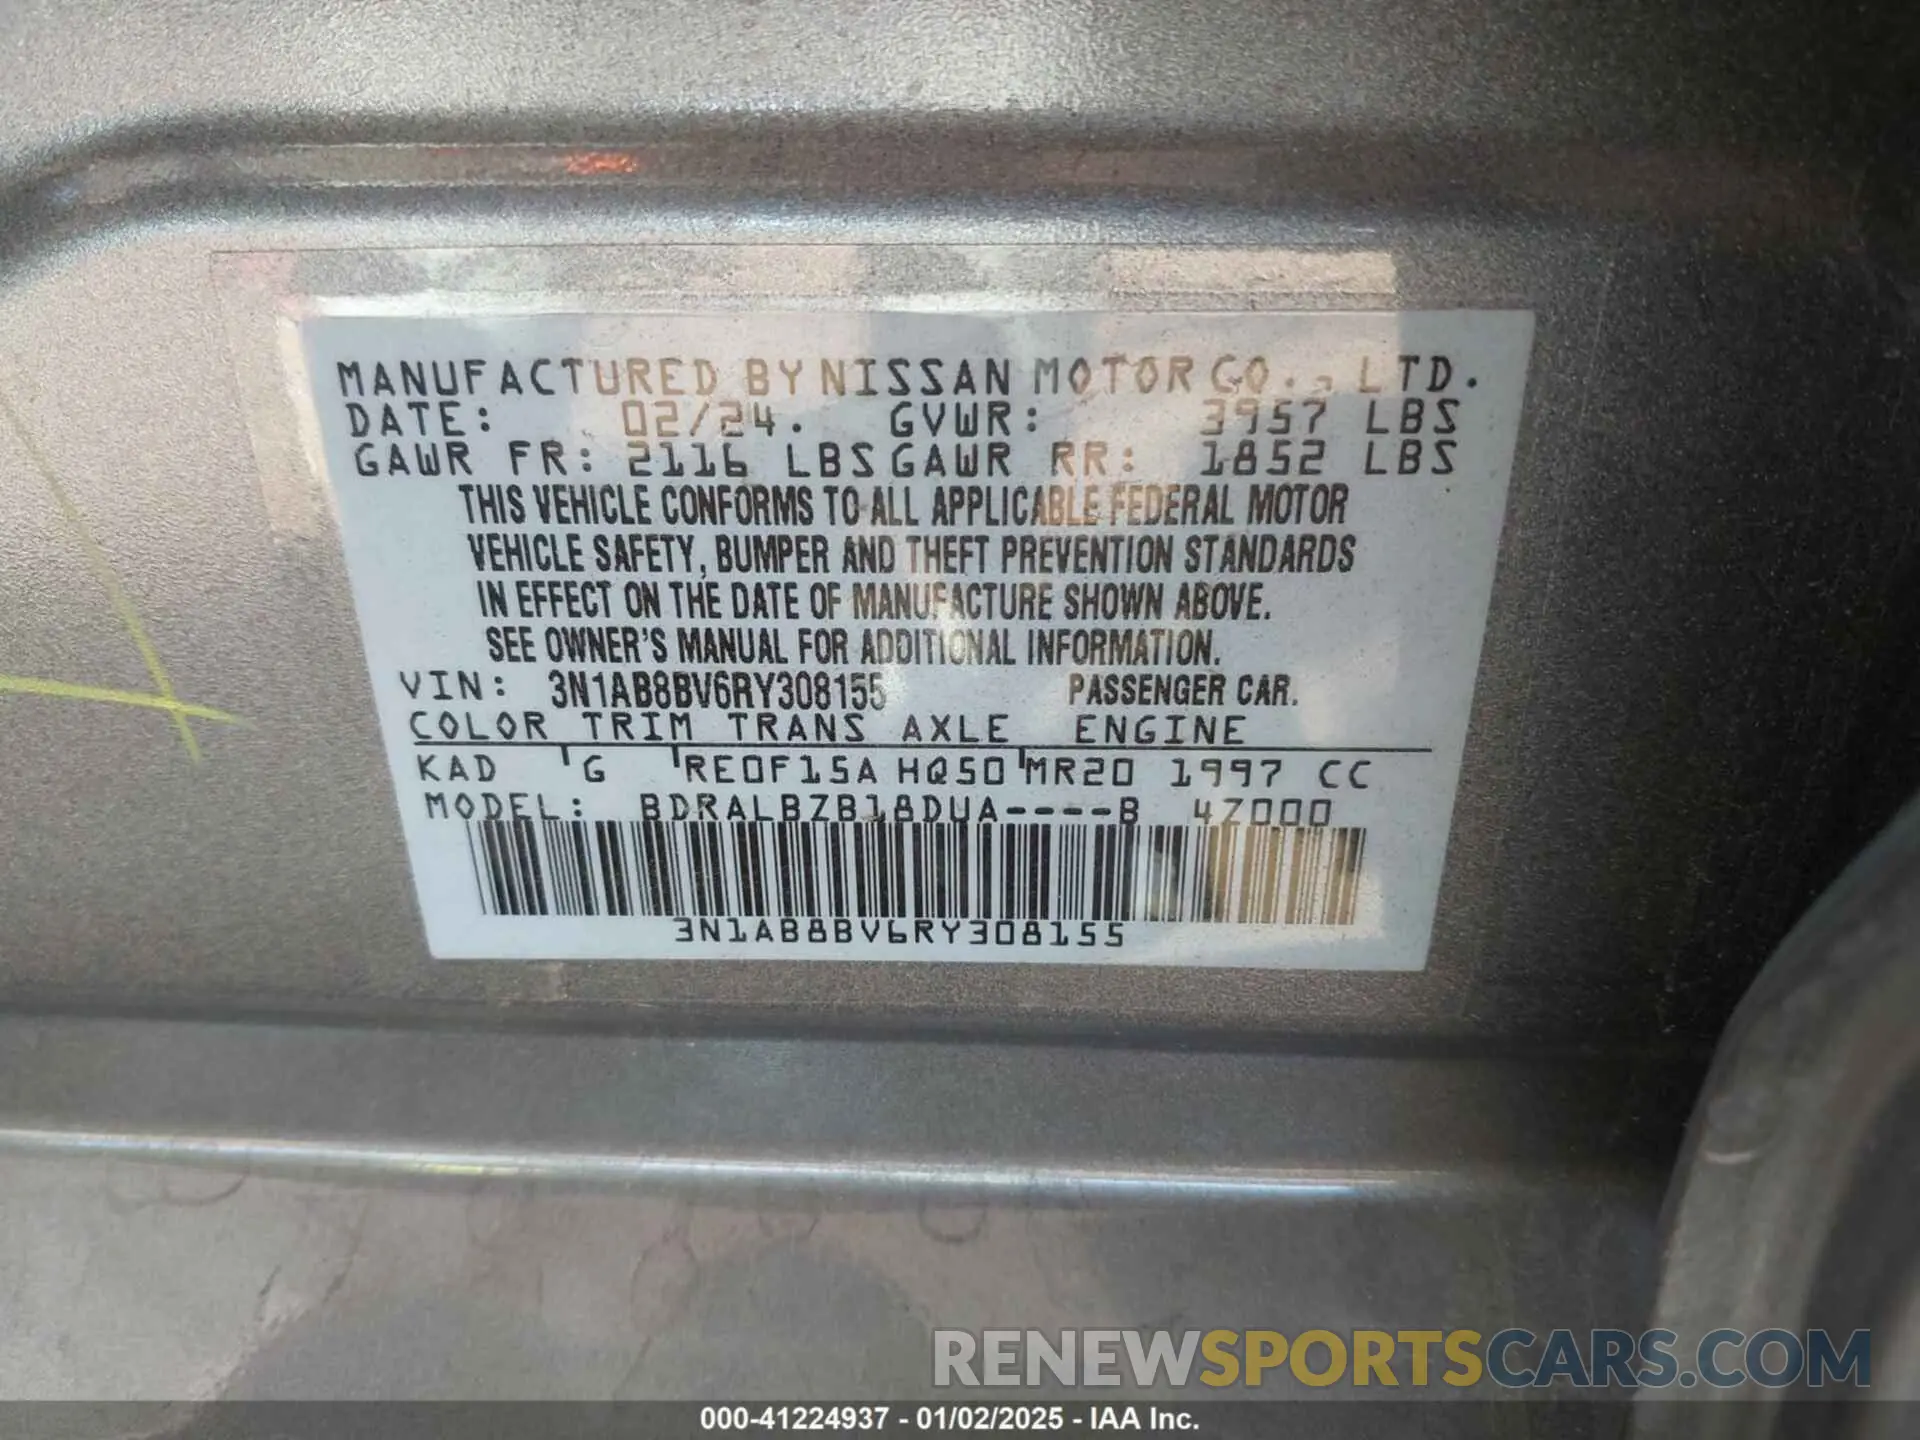 MANUFACTURED BY NISSAN MOTOR CO., LTD.
DATE: 02/24. GVWR: 3957 LBS
GAWR FR: 2116 LBS GAWR RR: 1852 LBS
THIS VEHICLE CONFORMS TO ALL APPLICABLE FEDERAL MOTOR
VEHICLE SAFETY, BUMPER AND THEFT PREVENTION STANDARDS
IN EFFECT ON THE DATE OF MANUFACTURE SHOWN ABOVE.
SEE OWNER'S MANUAL FOR ADDITIONAL INFORMATION.
VIN: 3N1AB8BV6RY308155 PASSENGER CAR.
COLOR TRIM TRANS AXLE ENGINE
KAD G RE0F15A HQ50 MR20 1997 CC
MODEL: BDRALBZB18DUA----B 4Z000
3N1AB8BV6RY308155
RENEWSPORTSCARS.COM
000-41224937 - 01/02/2025 - IAA Inc.